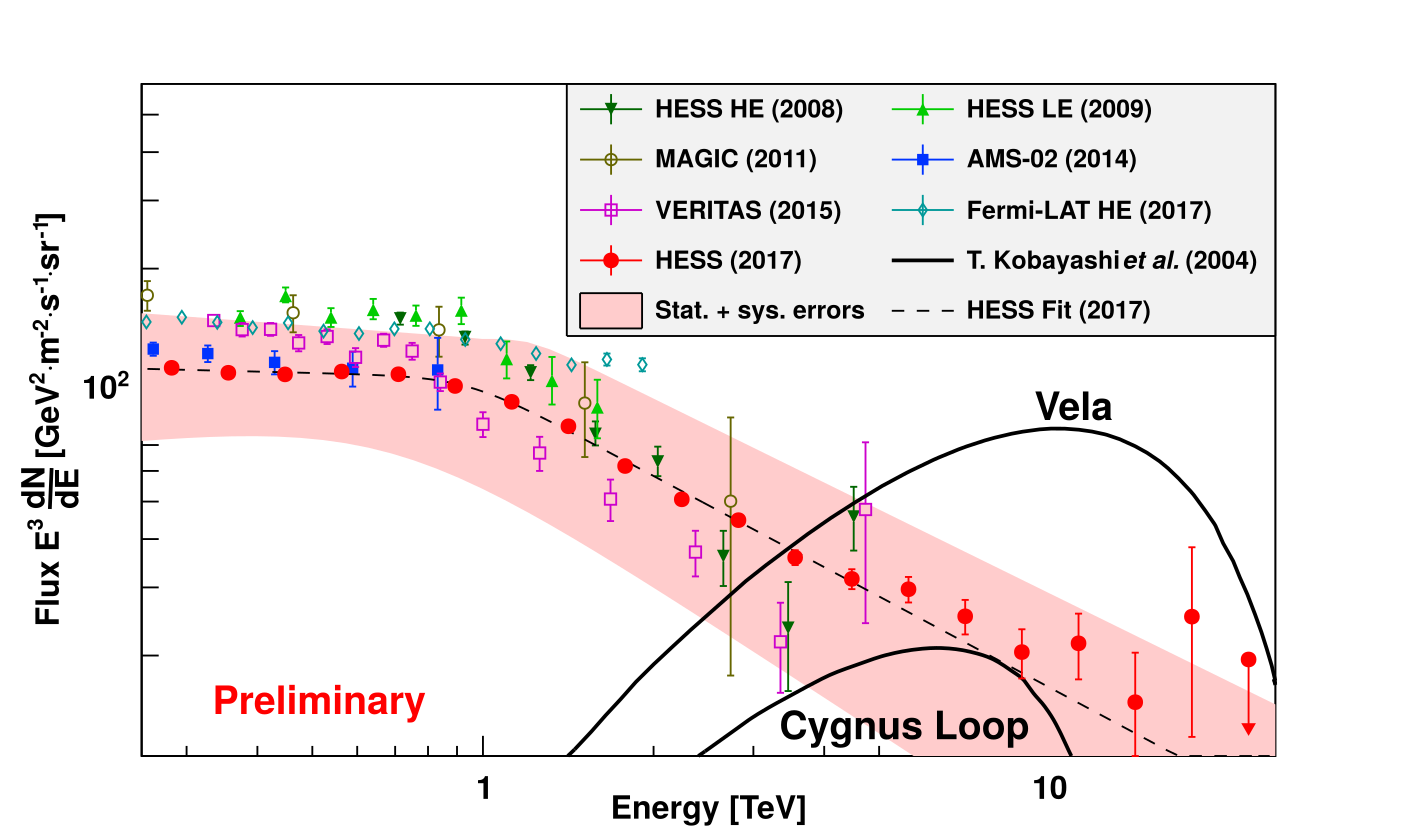 HESS HE (2008)
HESS LE (2009)
MAGIC (2011)
AMS-02 (2014)
VERITAS (2015)
Fermi-LAT HE (2017)
HESS (2017)
T. Kobayashi et al. (2004)
Stat. + sys. errors
HESS Fit (2017)
Flux E³ dN/dE [GeV²·m⁻²·s⁻¹·sr⁻¹]
10²
Vela
Preliminary
Cygnus Loop
1
10
Energy [TeV]